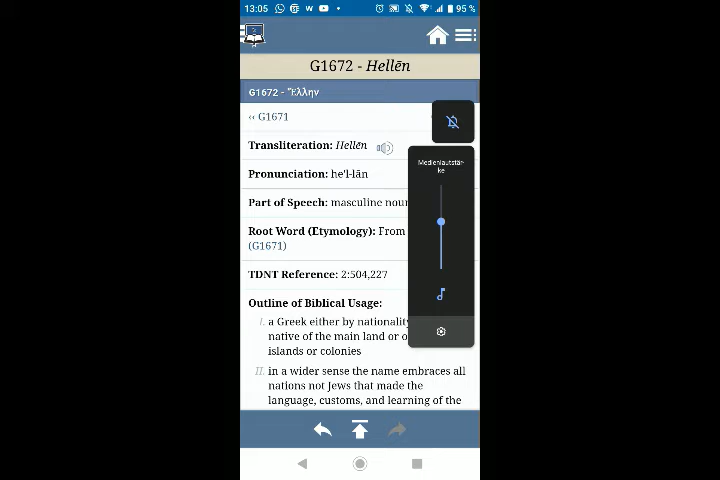 13:05 95 %
G1672 - Hellēn
G1672 - Ἕλλην
‹‹ G1671
Transliteration: Hellēn
Medienlautstär-
ke
Pronunciation: he'l-lān
Part of Speech: masculine noun
Root Word (Etymology): From
(G1671)
TDNT Reference: 2:504,227
Outline of Biblical Usage:
I. a Greek either by nationality
native of the main land or o
islands or colonies
II. in a wider sense the name embraces all
nations not Jews that made the
language, customs, and learning of the